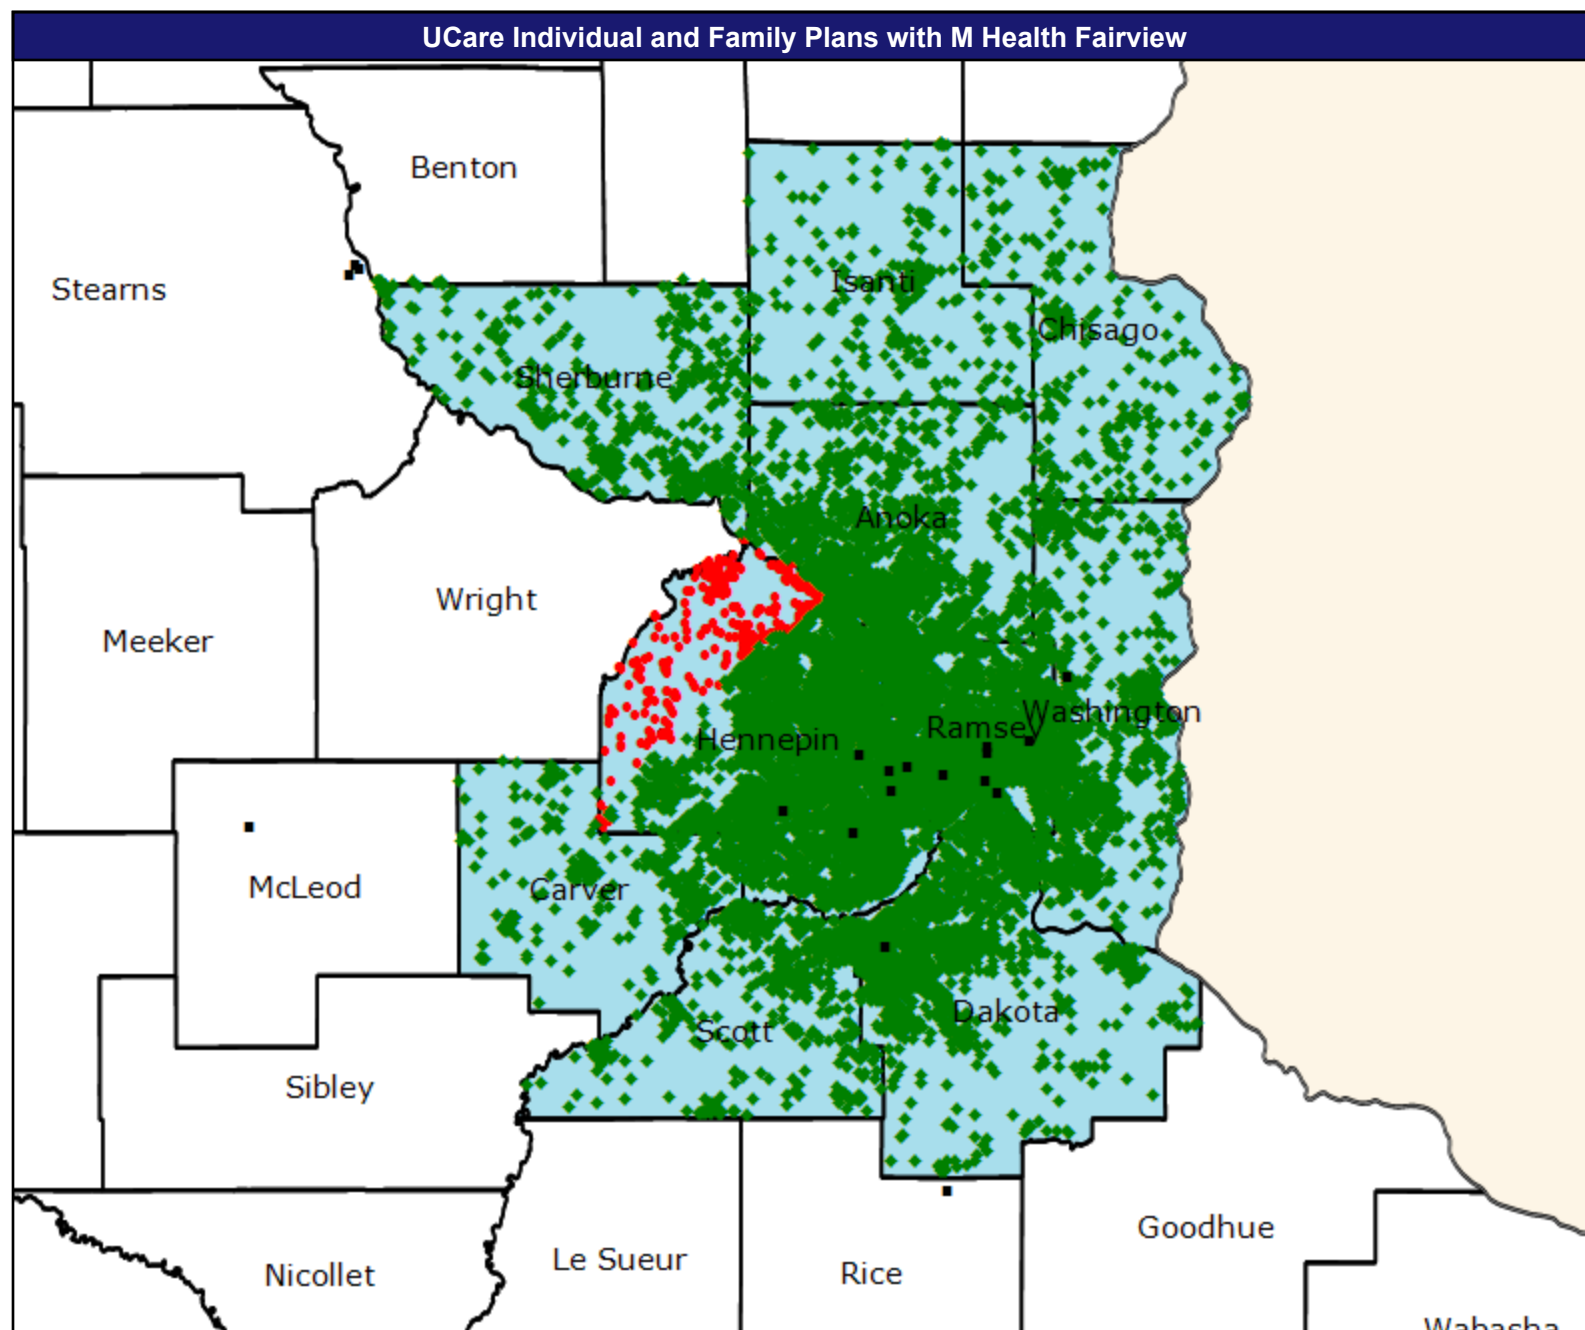 UCare Individual and Family Plans with M Health Fairview
Benton
Stearns
Isanti
Chisago
Sherburne
Anoka
Wright
Meeker
Washington
Ramsey
Hennepin
McLeod
Carver
Dakota
Scott
Sibley
Goodhue
Le Sueur
Rice
Nicollet
Wabasha